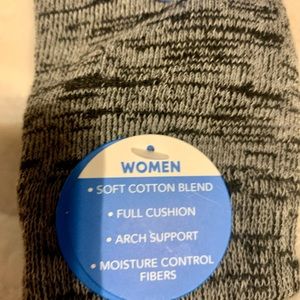 WOMEN
• SOFT COTTON BLEND
• FULL CUSHION
• ARCH SUPPORT
• MOISTURE CONTROL
FIBERS